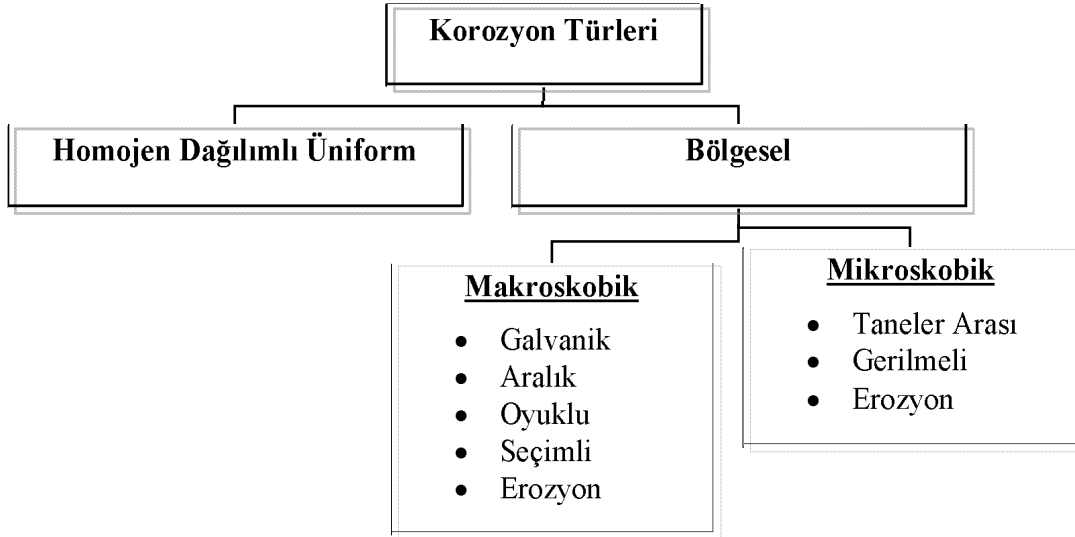 Korozyon Türleri
Homojen Dağılımlı Üniform
Bölgesel
Makroskobik
• Galvanik
• Aralık
• Oyuklu
• Seçimli
• Erozyon
Mikroskobik
• Taneler Arası
• Gerilmeli
• Erozyon